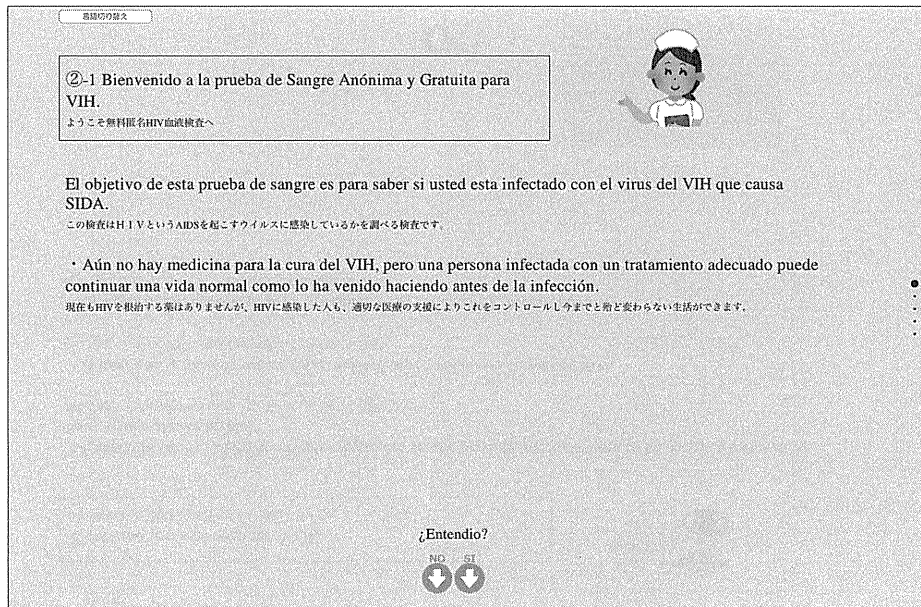 言語切り替え
②-1 Bienvenido a la prueba de Sangre Anónima y Gratuita para
VIH.
ようこそ無料匿名HIV血液検査へ
El objetivo de esta prueba de sangre es para saber si usted esta infectado con el virus del VIH que causa
SIDA.
この検査はＨＩＶというAIDSを起こすウイルスに感染しているかを調べる検査です。
・Aún no hay medicina para la cura del VIH, pero una persona infectada con un tratamiento adecuado puede
continuar una vida normal como lo ha venido haciendo antes de la infección.
現在もHIVを根治する薬はありませんが、HIVに感染した人も、適切な医療の支援によりこれをコントロールし今までと殆ど変わらない生活ができます。
¿Entendio?
NO SI